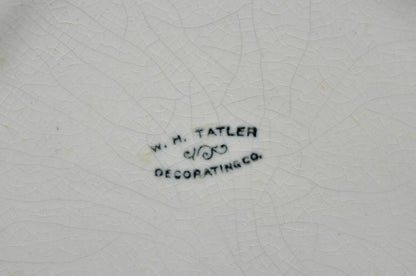 W. H. TATLER
DECORATING CO.